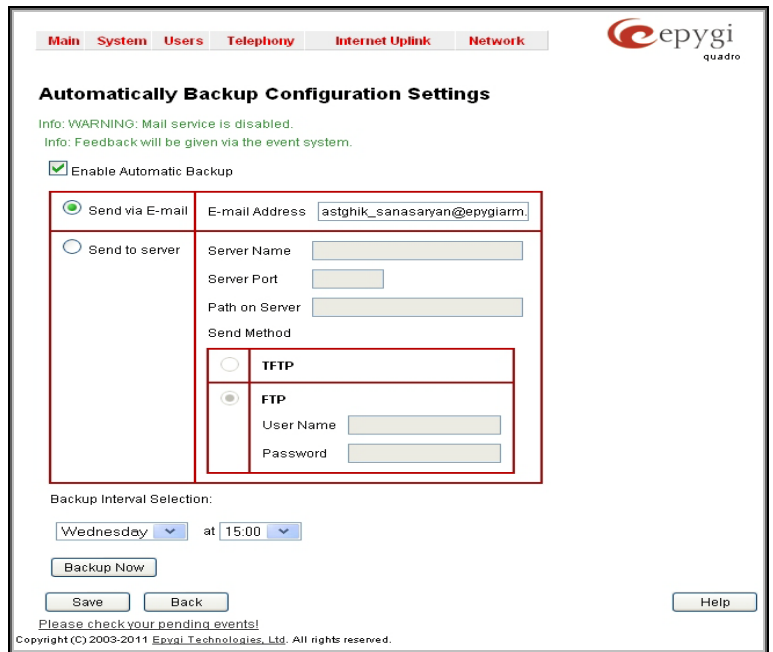 Main System Users Telephony Internet Uplink Network
epygi
quadro
Automatically Backup Configuration Settings
Info: WARNING: Mail service is disabled.
Info: Feedback will be given via the event system.
Enable Automatic Backup
Send via E-mail E-mail Address astghik_sanasaryan@epygiarm.
Send to server Server Name
Server Port
Path on Server
Send Method
TFTP
FTP
User Name
Password
Backup Interval Selection:
Wednesday at 15:00
Backup Now
Save Back Help
Please check your pending events!
Copyright (C) 2003-2011 Epygi Technologies, Ltd. All rights reserved.